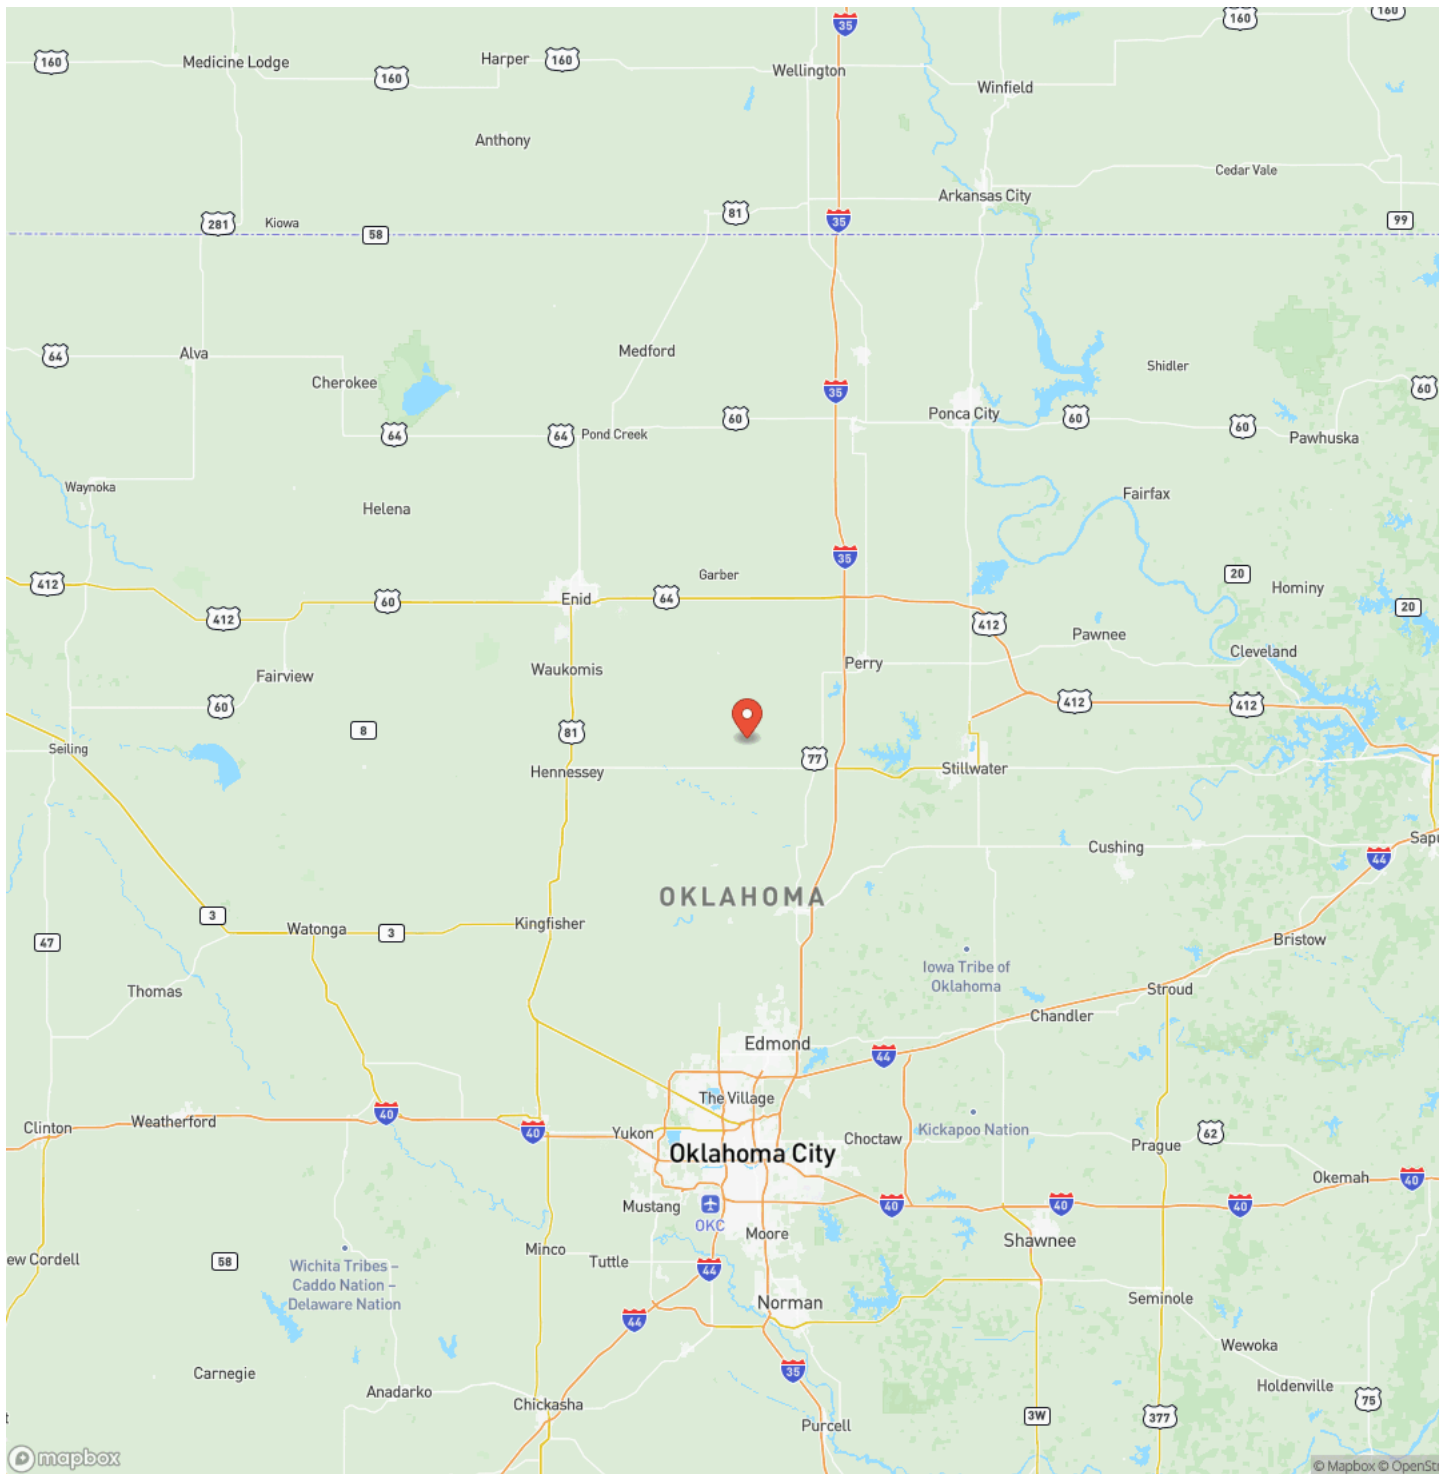 35
160
160
160
Medicine Lodge
Harper
160
Wellington
160
Winfield
Anthony
Cedar Vale
Arkansas City
281
Kiowa
58
81
35
99
64
Alva
Medford
Shidler
Cherokee
35
60
60
Ponca City
60
60
64
64
Pond Creek
Pawhuska
Waynoka
Helena
Fairfax
35
412
Garber
20
Hominy
60
Enid
64
20
412
412
Pawnee
Cleveland
Waukomis
Perry
Fairview
60
412
412
8
81
Seiling
77
Hennessey
Stillwater
Cushing
Sapu
44
OKLAHOMA
3
Watonga
3
Kingfisher
47
Bristow
Iowa Tribe of
Oklahoma
Thomas
Stroud
Chandler
Edmond
44
The Village
40
Weatherford
Clinton
40
Yukon
Choctaw
Kickapoo Nation
62
Prague
Oklahoma City
Okemah
40
Mustang
OKC
40
40
40
Moore
Shawnee
ew Cordell
58
Minco
Tuttle
44
Wichita Tribes –
Caddo Nation –
Delaware Nation
Norman
Seminole
44
Wewoka
35
Carnegie
Anadarko
Holdenville
Chickasha
75
3W
377
Purcell
t
mapbox
© Mapbox © OpenStr